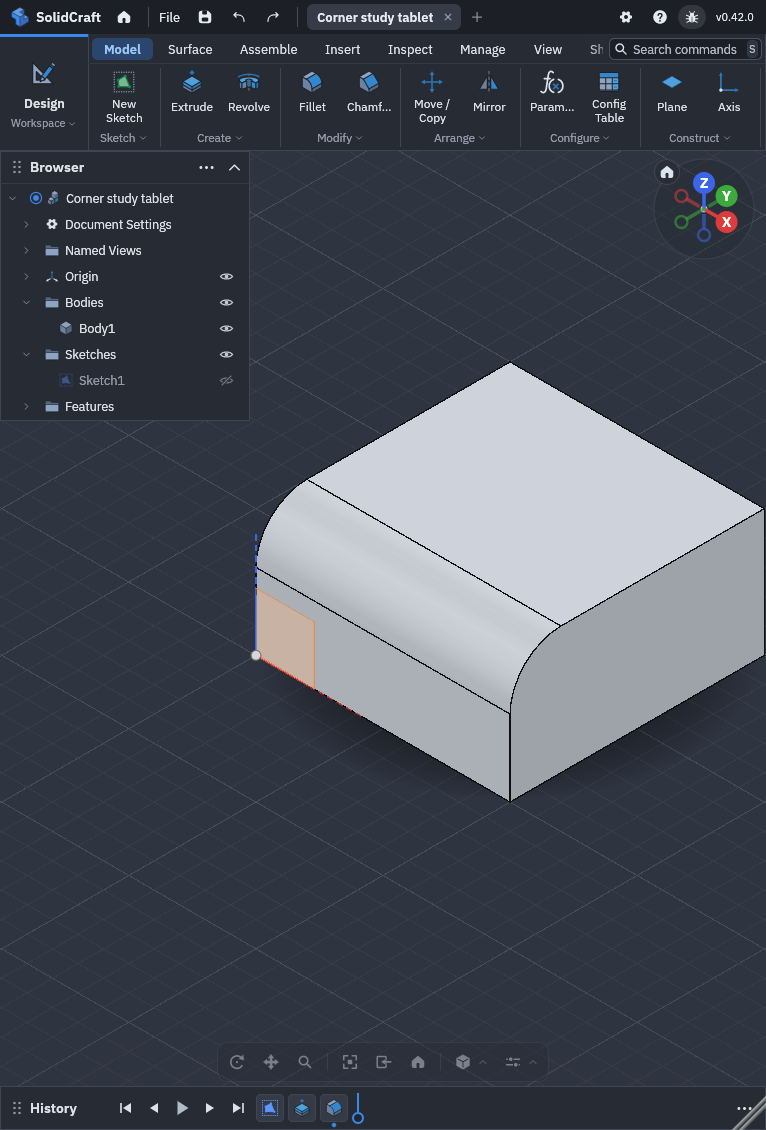 SolidCraft
File
Corner study tablet
v0.42.0
Design
Workspace
Model Surface Assemble Insert Inspect Manage View Sh
Search commands S
New Sketch
Extrude
Revolve
Fillet
Chamf...
Move / Copy
Mirror
Param...
Config Table
Plane
Axis
Sketch
Create
Modify
Arrange
Configure
Construct
Browser
Corner study tablet
Document Settings
Named Views
Origin
Bodies
Body1
Sketches
Sketch1
Features
Z
Y
X
History